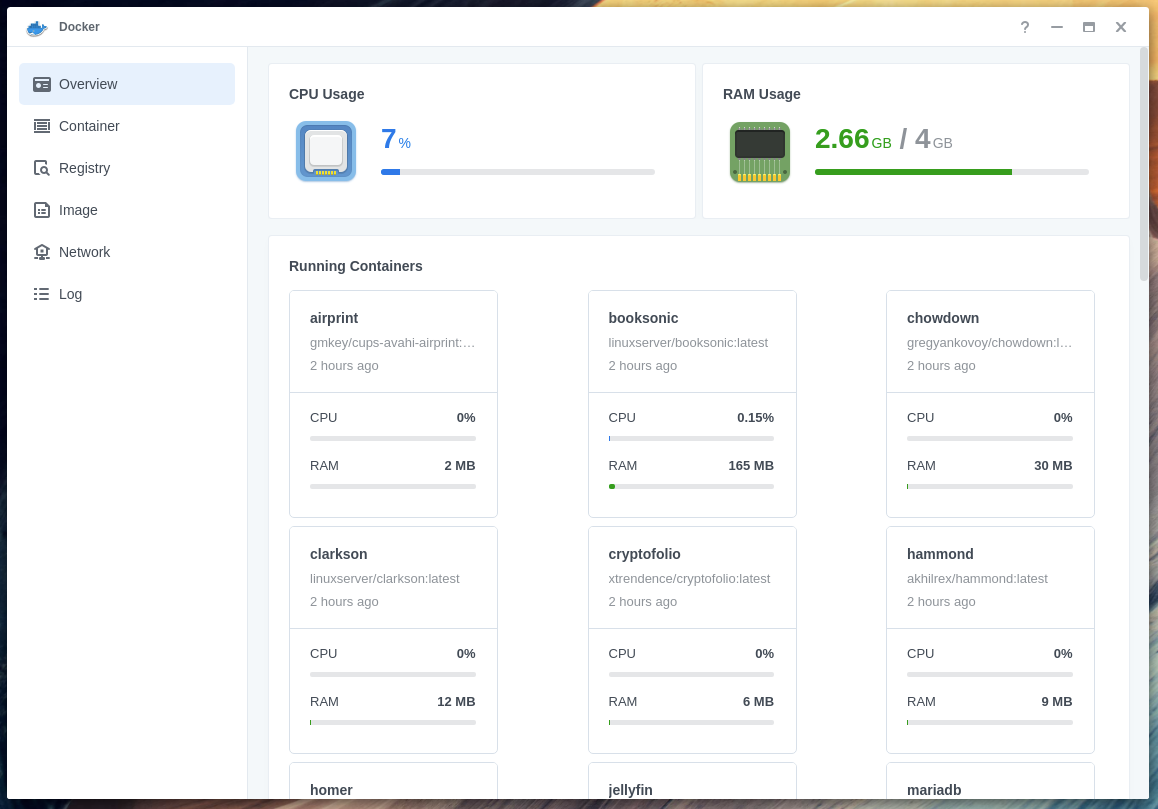 Docker
?
Overview
Container
Registry
Image
Network
Log
CPU Usage
7 %
RAM Usage
2.66 GB / 4 GB
Running Containers
airprint
gmkey/cups-avahi-airprint:…
2 hours ago
CPU 0%
RAM 2 MB
booksonic
linuxserver/booksonic:latest
2 hours ago
CPU 0.15%
RAM 165 MB
chowdown
gregyankovoy/chowdown:l…
2 hours ago
CPU 0%
RAM 30 MB
clarkson
linuxserver/clarkson:latest
2 hours ago
CPU 0%
RAM 12 MB
cryptofolio
xtrendence/cryptofolio:latest
2 hours ago
CPU 0%
RAM 6 MB
hammond
akhilrex/hammond:latest
2 hours ago
CPU 0%
RAM 9 MB
homer
jellyfin
mariadb